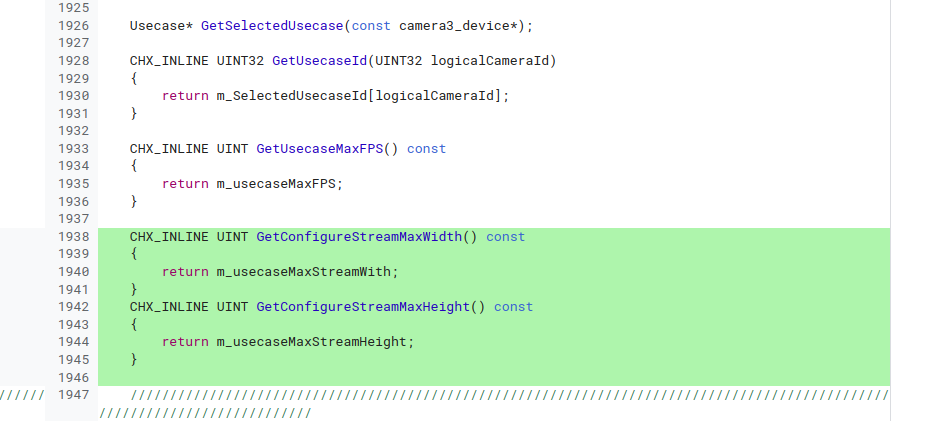 1925
1926 Usecase* GetSelectedUsecase(const camera3_device*);
1927
1928 CHX_INLINE UINT32 GetUsecaseId(UINT32 logicalCameraId)
1929 {
1930 return m_SelectedUsecaseId[logicalCameraId];
1931 }
1932
1933 CHX_INLINE UINT GetUsecaseMaxFPS() const
1934 {
1935 return m_usecaseMaxFPS;
1936 }
1937
1938 CHX_INLINE UINT GetConfigureStreamMaxWidth() const
1939 {
1940 return m_usecaseMaxStreamWith;
1941 }
1942 CHX_INLINE UINT GetConfigureStreamMaxHeight() const
1943 {
1944 return m_usecaseMaxStreamHeight;
1945 }
1946
////// 1947 ////////////////////////////////////////////////////////////////////////////////////////////////
///////////////////////////